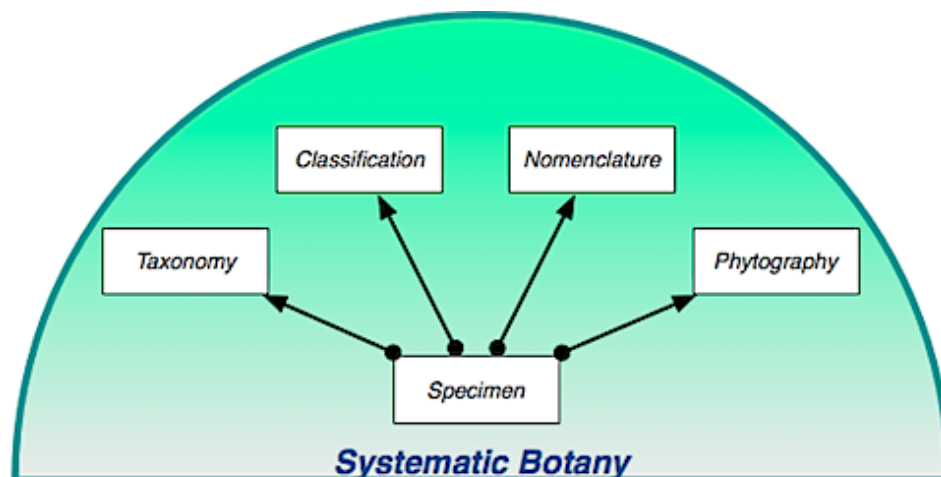 Classification
Nomenclature
Taxonomy
Phytography
Specimen
Systematic Botany